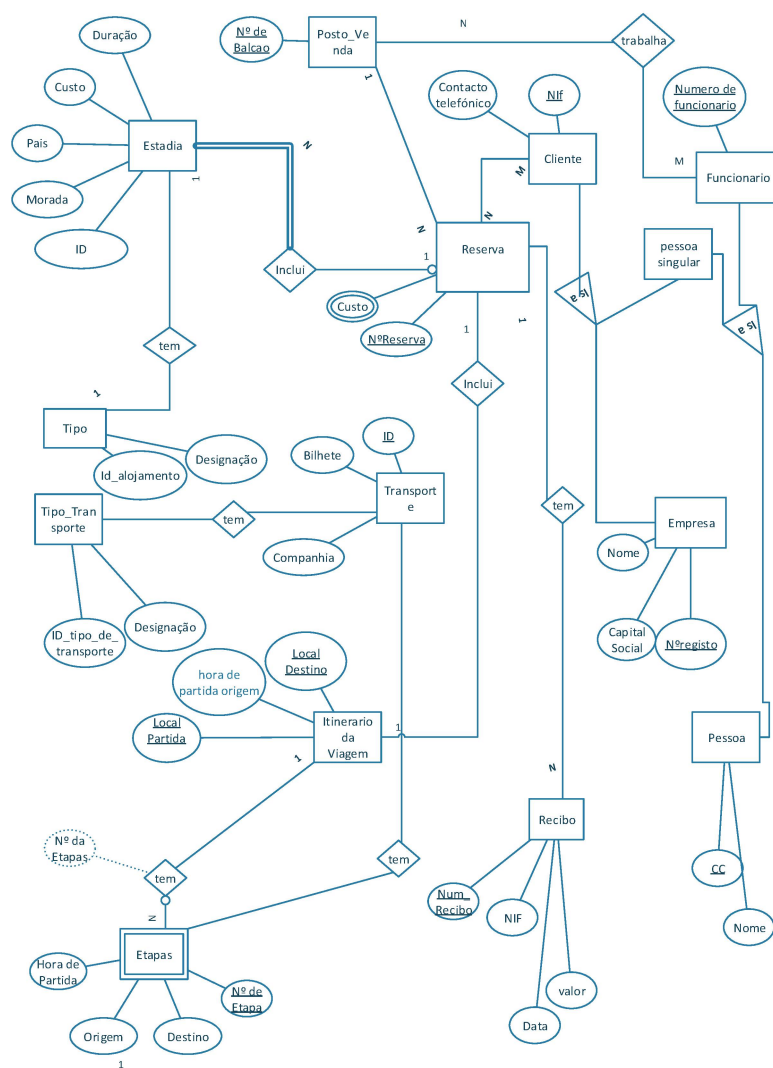 Nº de
Balcao
Posto_Ve
nda
N
trabalha
Duração
Custo
Pais
Morada
ID
Estadia
1
N
1
Contacto
telefónico
NIf
Cliente
M
N
Numero de
funcionario
M
Funcionario
N
1
Reserva
pessoa
singular
Inclui
Custo
NºReserva
1
1
Is a
Is a
tem
1
Tipo
Id_alojamento
Designação
Inclui
ID
Bilhete
Transport
e
Companhia
Tipo_Tran
sporte
tem
ID_tipo_de_
transporte
Designação
tem
Empresa
Nome
Capital
Social
Nºregisto
hora de
partida origem
Local
Destino
Local
Partida
Itinerario
da
Viagem
1
1
Pessoa
CC
Nome
N
Recibo
Num_
Recibo
NIF
Data
valor
Nº da
Etapas
tem
tem
N
Etapas
Hora de
Partida
Nº de
Etapa
Origem
Destino
1